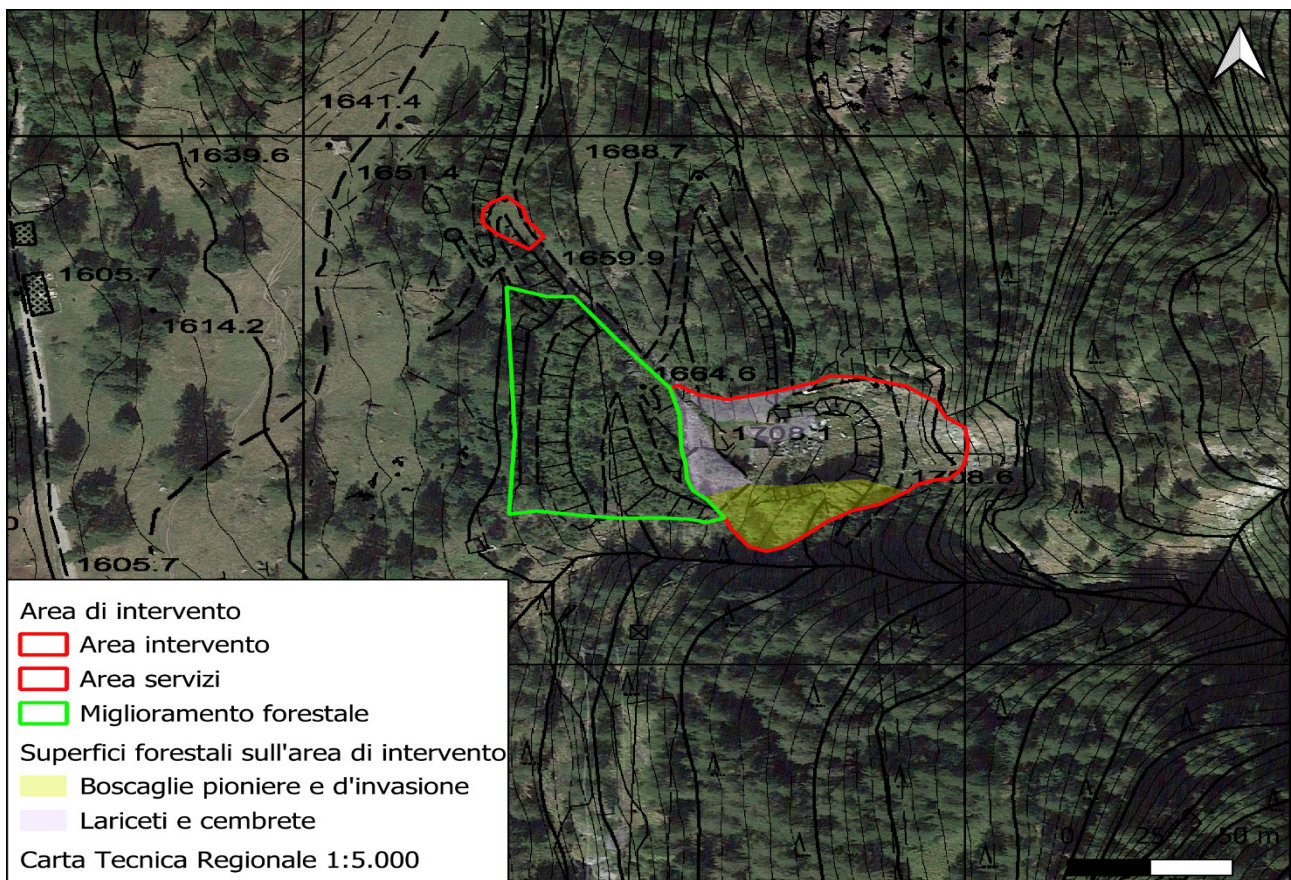 1641.4
1639.6
1688.7
1651.4
1659.9
1605.7
1614.2
1664.6
1708.1
1708.6
1605.7
Area di intervento
Area intervento
Area servizi
Miglioramento forestale
Superfici forestali sull'area di intervento
Boscaglie pioniere e d'invasione
Lariceti e cembrete
Carta Tecnica Regionale 1:5.000
0 25 50 m